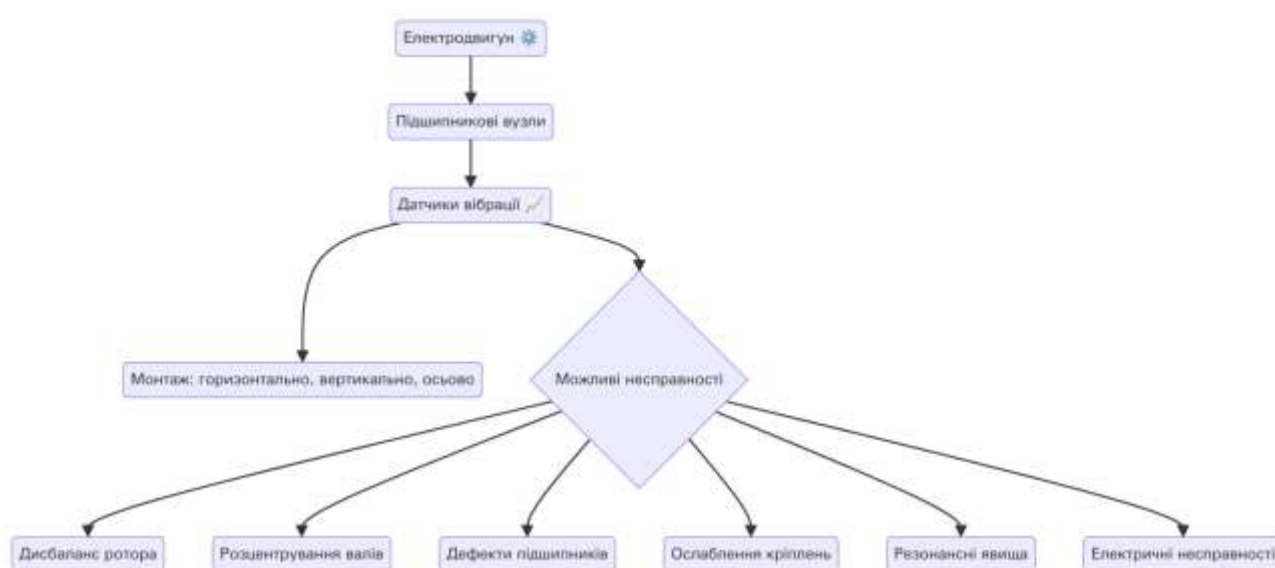 Електродвигун ⚙️
Підшипникові вузли
Датчики вібрації 📈
Монтаж: горизонтально, вертикально, осьово
Можливі несправності
Дисбаланс ротора
Розцентрування валів
Дефекти підшипників
Ослаблення кріплень
Резонансні явища
Електричні несправності